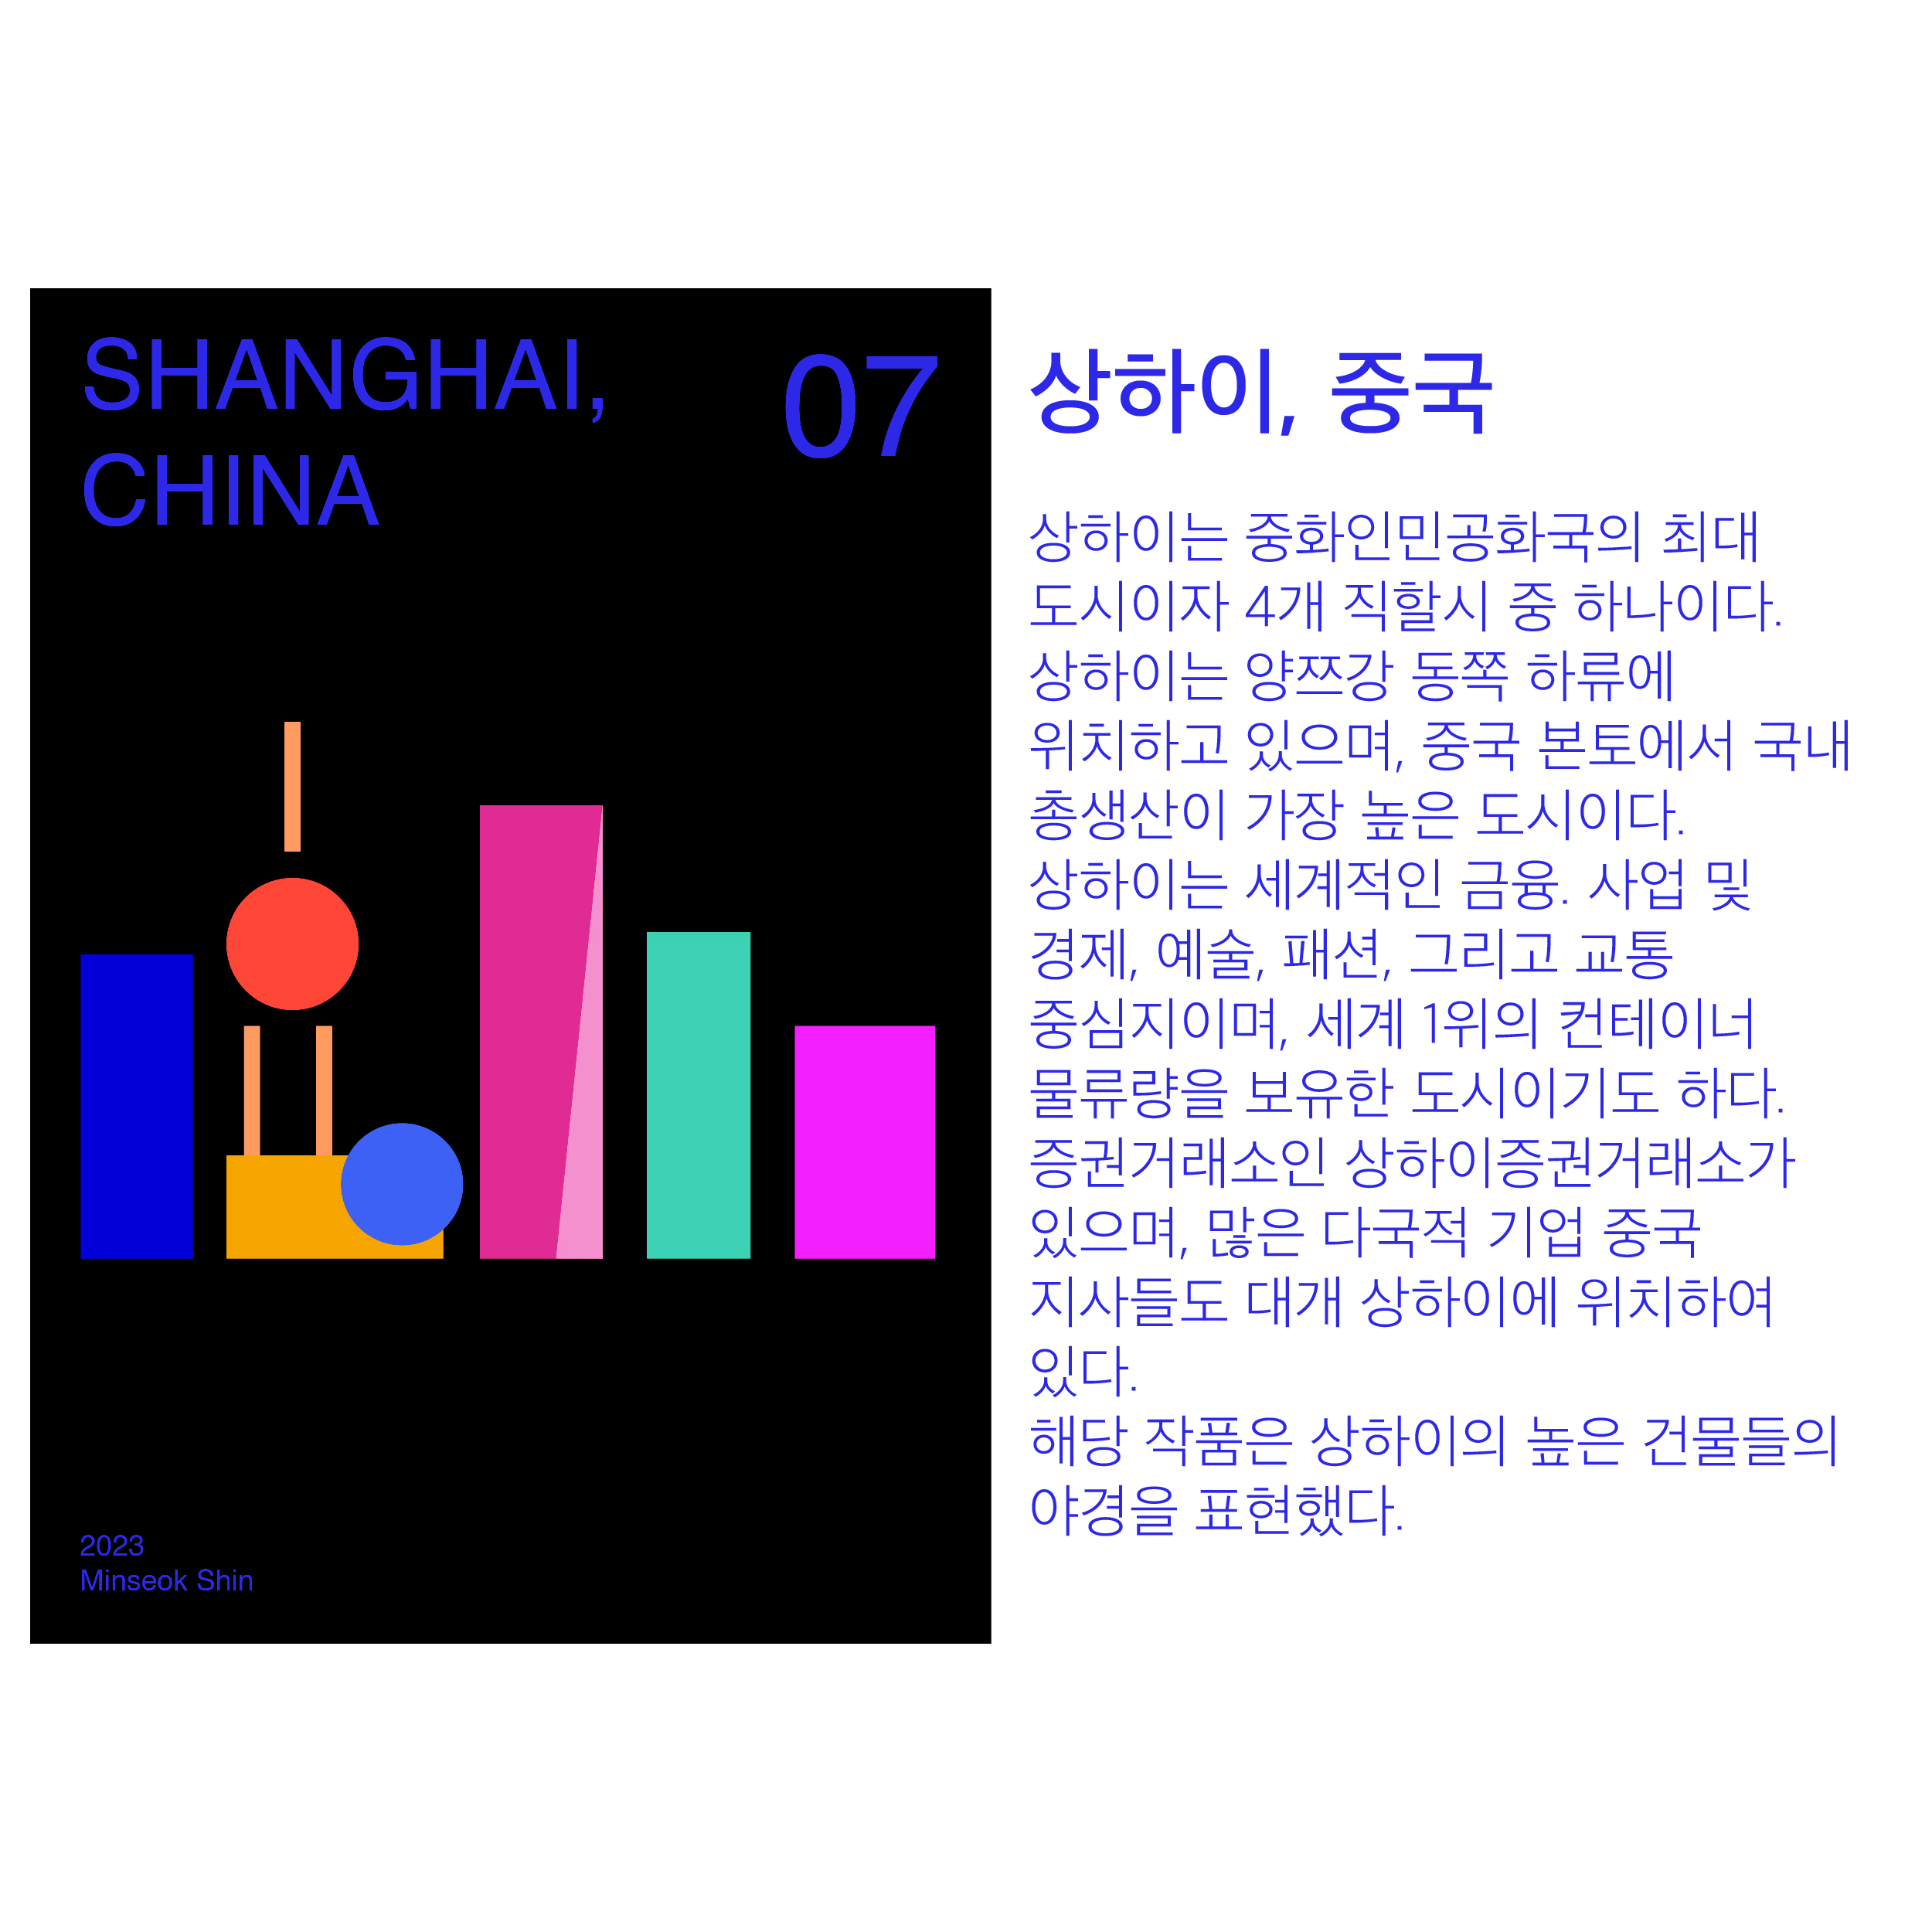 SHANGHAI,
CHINA
07
2023
Minseok Shin
상하이, 중국
상하이는 중화인민공화국의 최대
도시이자 4개 직할시 중 하나이다.
상하이는 양쯔강 동쪽 하류에
위치하고 있으며, 중국 본토에서 국내
총생산이 가장 높은 도시이다.
상하이는 세계적인 금융. 사업 및
경제, 예술, 패션, 그리고 교통
중심지이며, 세계 1위의 컨테이너
물류량을 보유한 도시이기도 하다.
증권거래소인 상하이증권거래소가
있으며, 많은 다국적 기업 중국
지사들도 대개 상하이에 위치하여
있다.
해당 작품은 상하이의 높은 건물들의
야경을 표현했다.